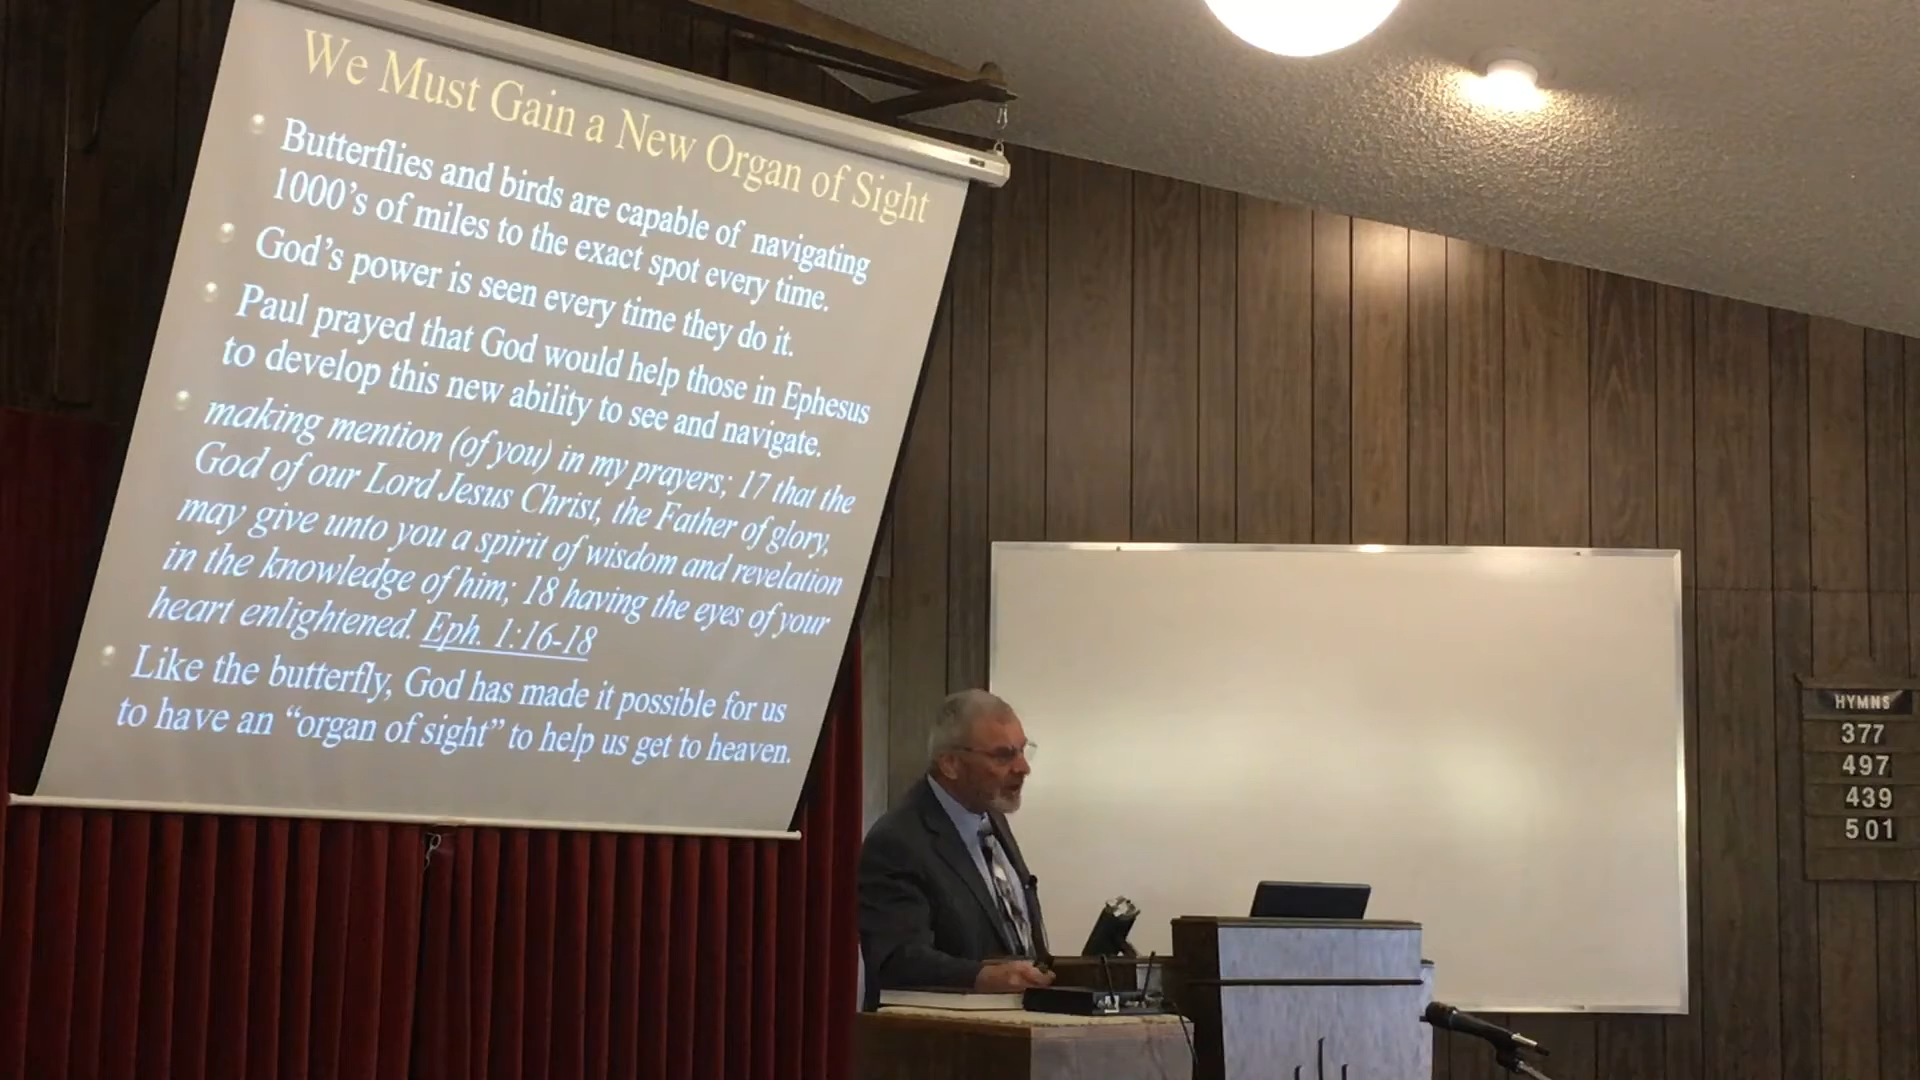 We Must Gain a New Organ of Sight
Butterflies and birds are capable of navigating
1000's of miles to the exact spot every time.
God's power is seen every time they do it.
Paul prayed that God would help those in Ephesus
to develop this new ability to see and navigate.
making mention (of you) in my prayers; 17 that the
God of our Lord Jesus Christ, the Father of glory,
may give unto you a spirit of wisdom and revelation
in the knowledge of him; 18 having the eyes of your
heart enlightened. Eph. 1:16-18
Like the butterfly, God has made it possible for us
to have an “organ of sight” to help us get to heaven.
HYMNS
377
497
439
501